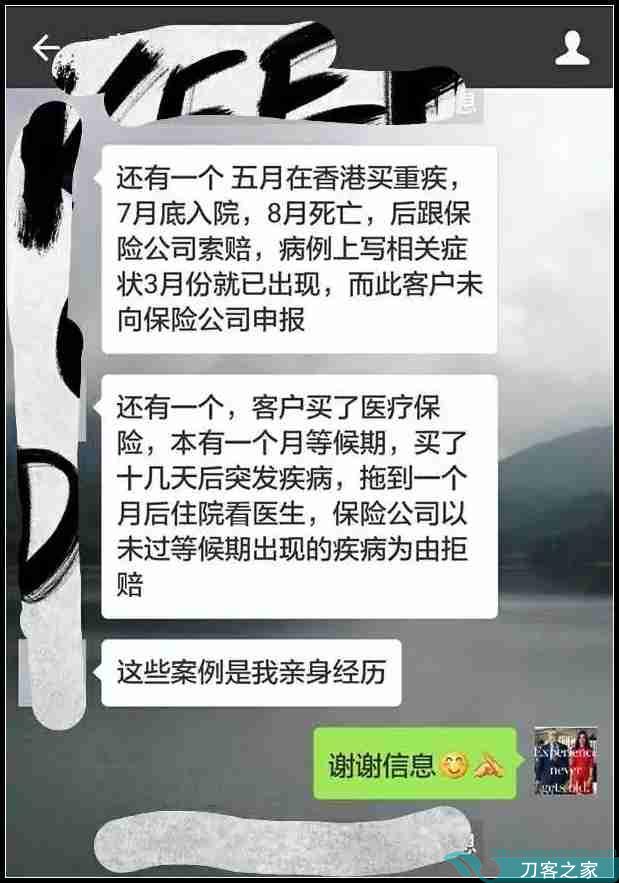 息
还有一个 五月在香港买重疾，
7月底入院，8月死亡，后跟保
险公司索赔，病例上写相关症
状3月份就已出现，而此客户未
向保险公司申报
还有一个，客户买了医疗保
险，本有一个月等候期，买了
十几天后突发疾病，拖到一个
月后住院看医生，保险公司以
未过等候期出现的疾病为由拒
赔
这些案例是我亲身经历
谢谢信息
Experience
never
gets old.
息
刀客之家